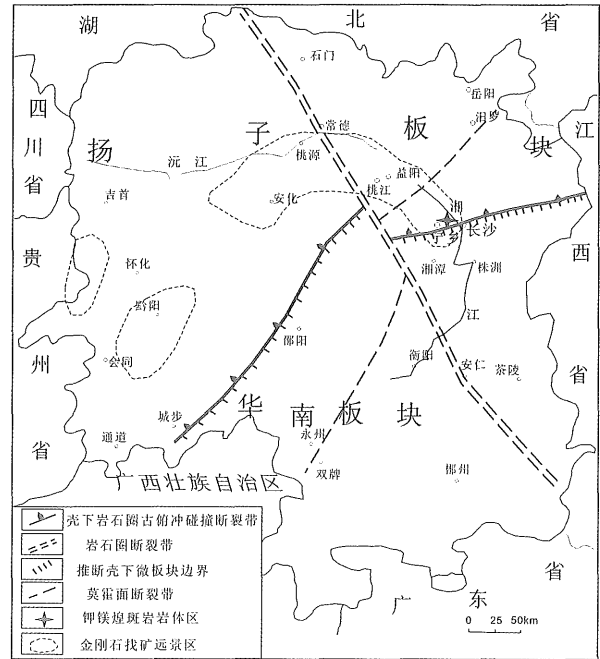 湖 北 省
石门
岳阳
汨罗
四川省
江西省
扬子板块
常德
沅江
桃源
益阳
桃江
吉首
安化
湘
宁乡
长沙
贵州省
怀化
湘潭
株洲
黔阳
江
邵阳
会同
衡阳
安仁
茶陵
城步
华南板块
通道
永州
双牌
郴州
广西壮族自治区
广东省
壳下岩石圈古俯冲碰撞断裂带
岩石圈断裂带
推断壳下微板块边界
莫霍面断裂带
钾镁煌斑岩岩体区
金刚石找矿远景区
0 25 50km